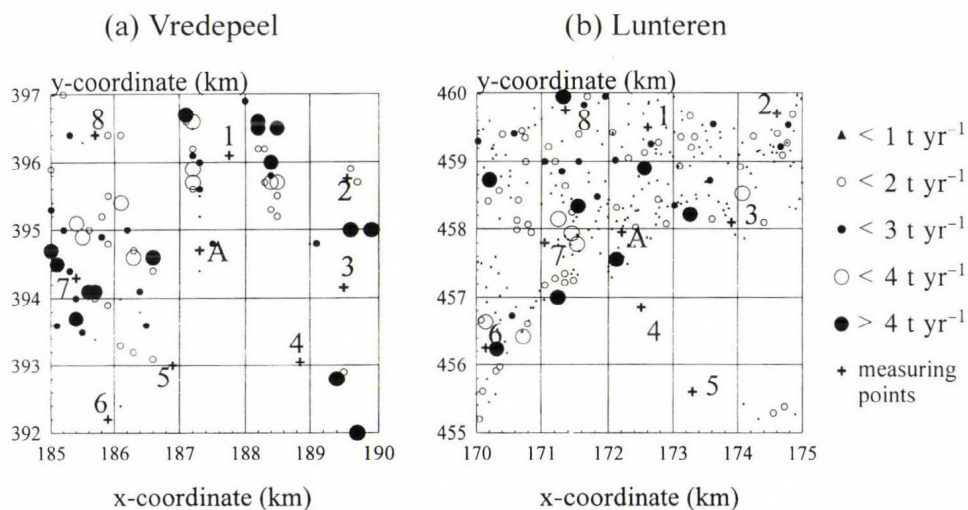 (a) Vredepeel
(b) Lunteren
y-coordinate (km)
y-coordinate (km)
397
396
395
394
393
392
185 186 187 188 189 190
x-coordinate (km)
8
1
2
A
3
7
4
5
6
460
459
458
457
456
455
170 171 172 173 174 175
x-coordinate (km)
8
1
2
3
A
7
4
6
5
< 1 t yr⁻¹
< 2 t yr⁻¹
< 3 t yr⁻¹
< 4 t yr⁻¹
> 4 t yr⁻¹
measuring
points